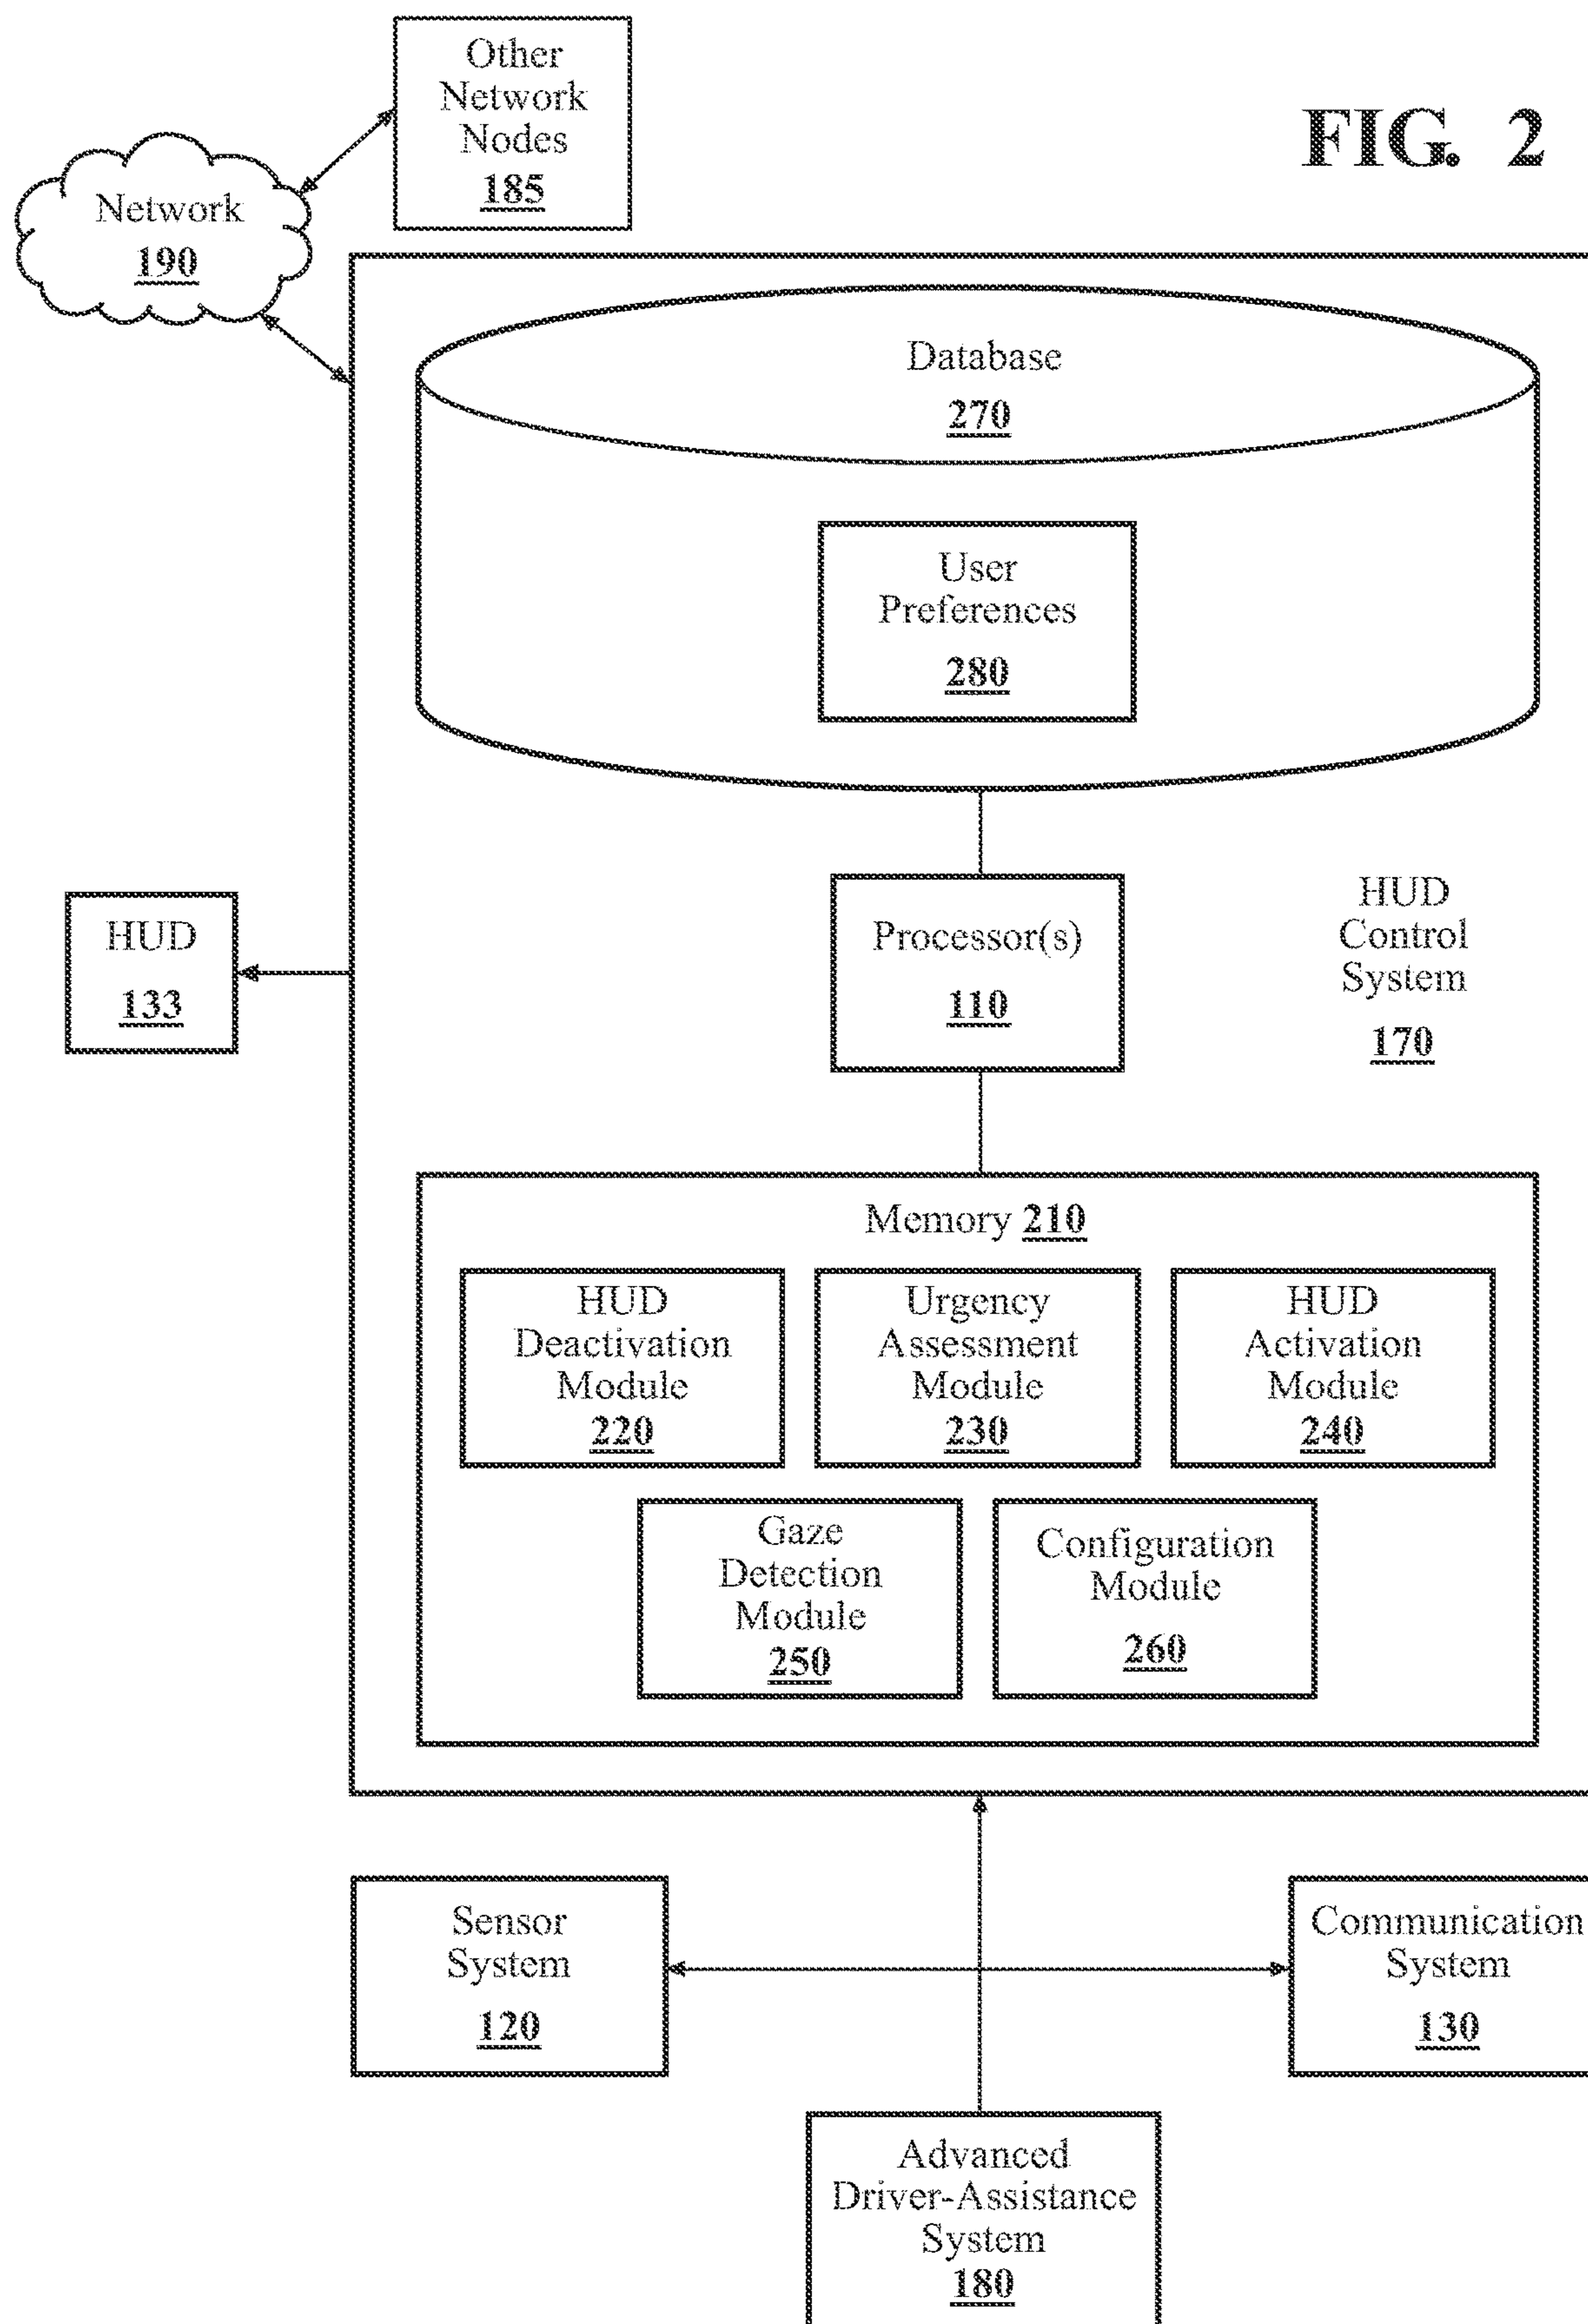 Other
Network
Nodes
185
FIG. 2
Network
190
Database
270
User
Preferences
280
HUD
133
Processor(s)
110
HUD
Control
System
170
Memory 210
HUD
Deactivation
Module
220
Urgency
Assessment
Module
230
HUD
Activation
Module
240
Gaze
Detection
Module
250
Configuration
Module
260
Sensor
System
120
Communication
System
130
Advanced
Driver-Assistance
System
180